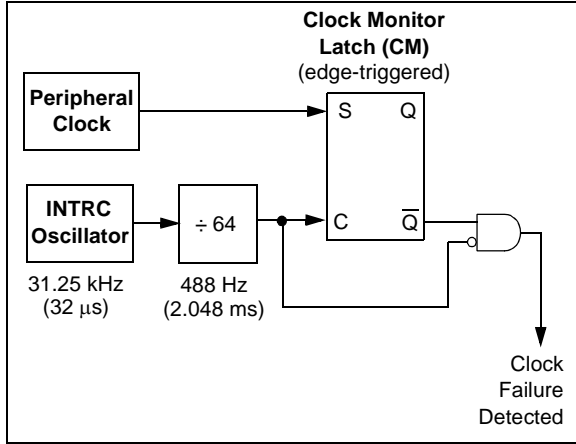 Clock Monitor
Latch (CM)
(edge-triggered)
Peripheral
Clock
S Q
INTRC
Oscillator
÷ 64
C Q̅
31.25 kHz
(32 μs)
488 Hz
(2.048 ms)
Clock
Failure
Detected